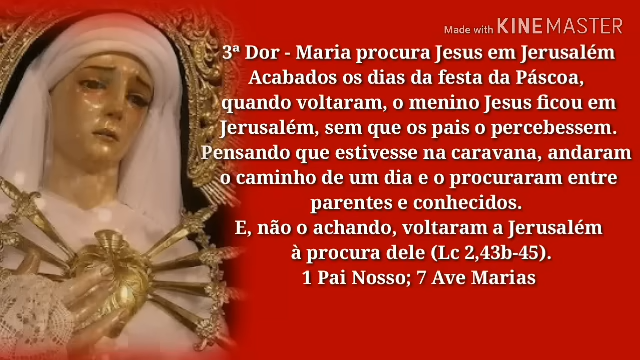 Made with KINEMASTER
3ª Dor - Maria procura Jesus em Jerusalém
Acabados os dias da festa da Páscoa,
quando voltaram, o menino Jesus ficou em
Jerusalém, sem que os pais o percebessem.
Pensando que estivesse na caravana, andaram
o caminho de um dia e o procuraram entre
parentes e conhecidos.
E, não o achando, voltaram a Jerusalém
à procura dele (Lc 2,43b-45).
1 Pai Nosso; 7 Ave Marias